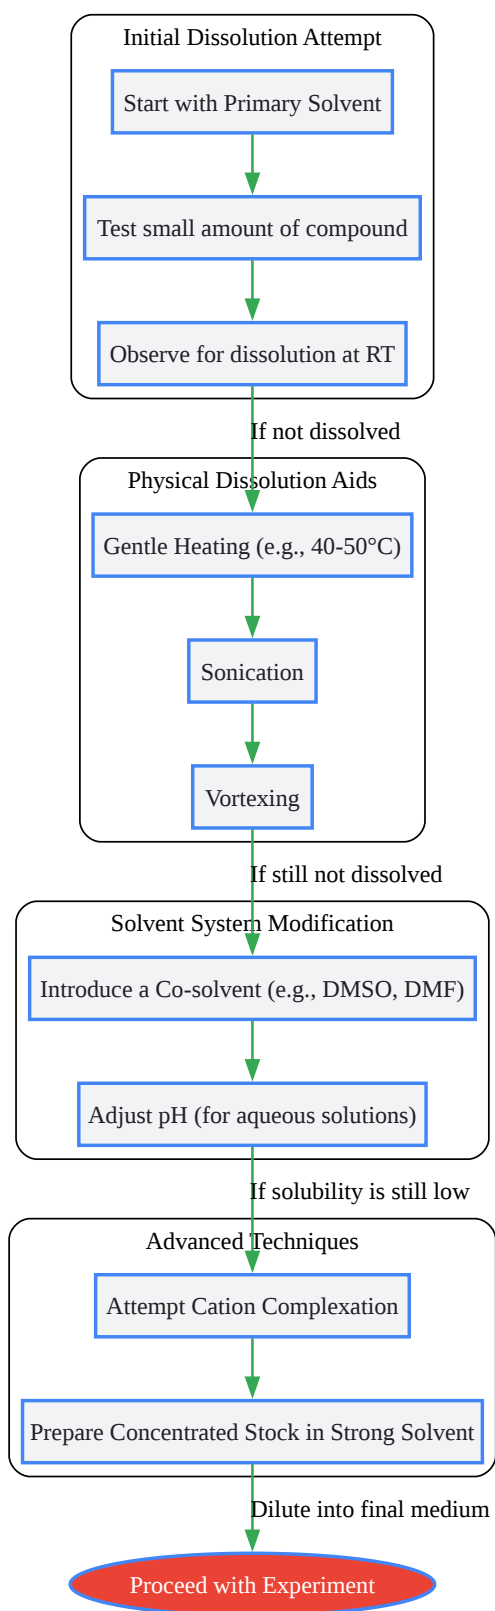 Initial Dissolution Attempt
Start with Primary Solvent
Test small amount of compound
Observe for dissolution at RT
If not dissolved
Physical Dissolution Aids
Gentle Heating (e.g., 40-50°C)
Sonication
Vortexing
If still not dissolved
Solvent System Modification
Introduce a Co-solvent (e.g., DMSO, DMF)
Adjust pH (for aqueous solutions)
If solubility is still low
Advanced Techniques
Attempt Cation Complexation
Prepare Concentrated Stock in Strong Solvent
Dilute into final medium
Proceed with Experiment